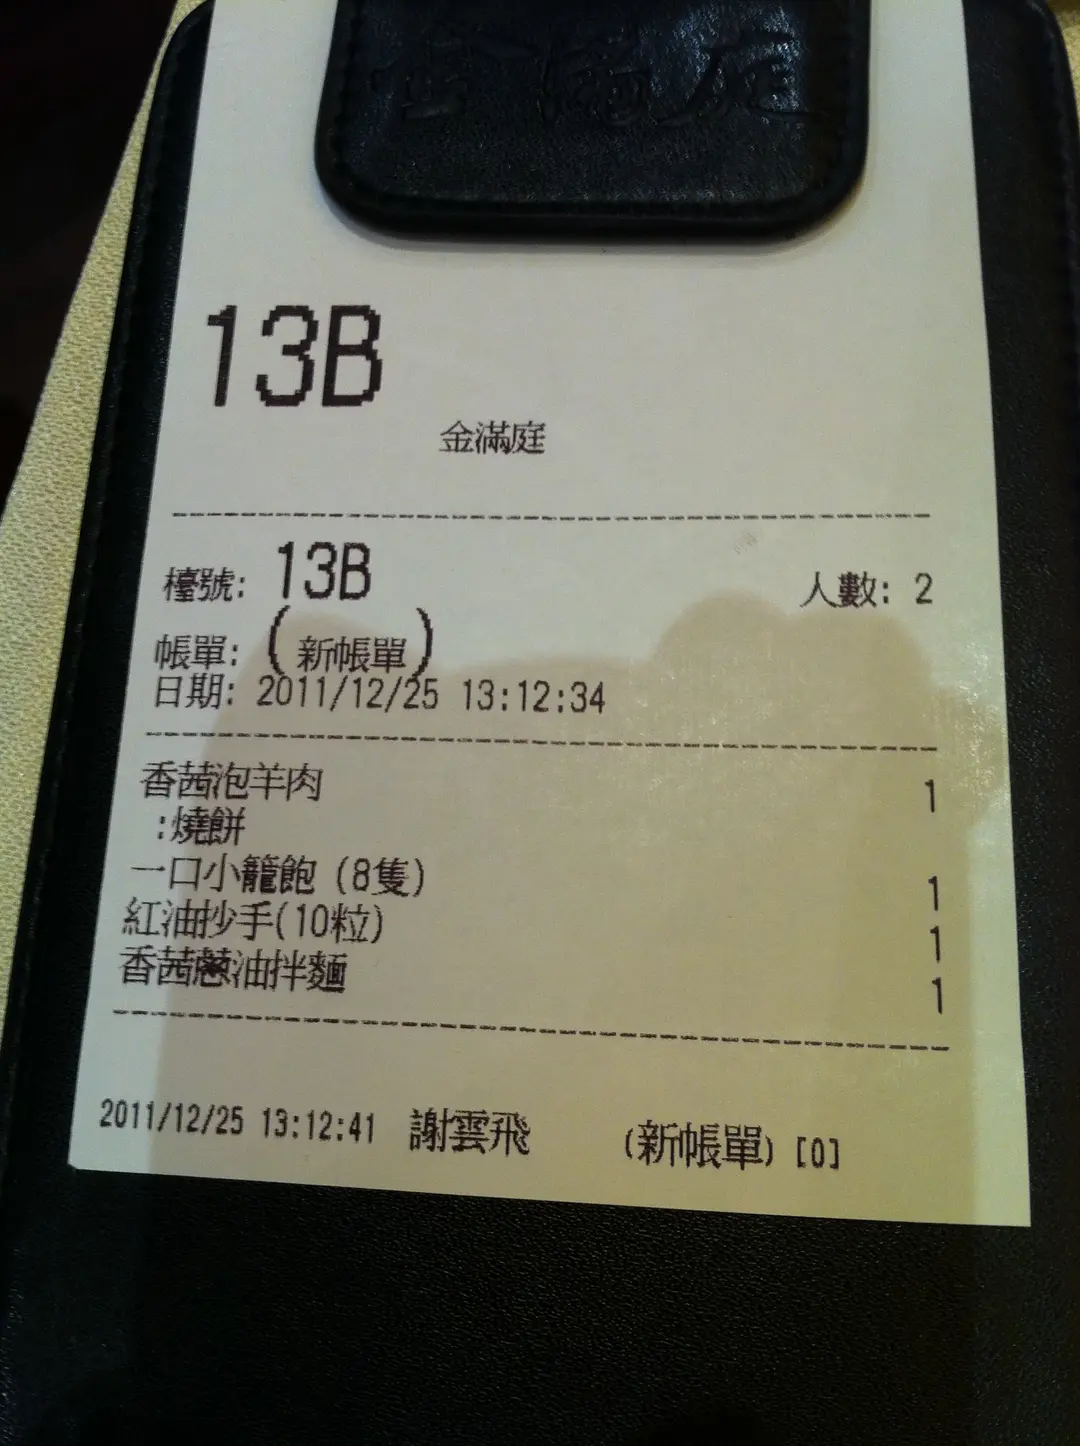 金滿庭
13B
金滿庭
檯號: 13B 人數: 2
帳單: (新帳單)
日期: 2011/12/25 13:12:34
香茜泡羊肉 1
:燒餅
一口小籠飽 (8隻) 1
紅油抄手(10粒) 1
香茜蔥油拌麵 1
2011/12/25 13:12:41 謝雲飛 (新帳單) [0]